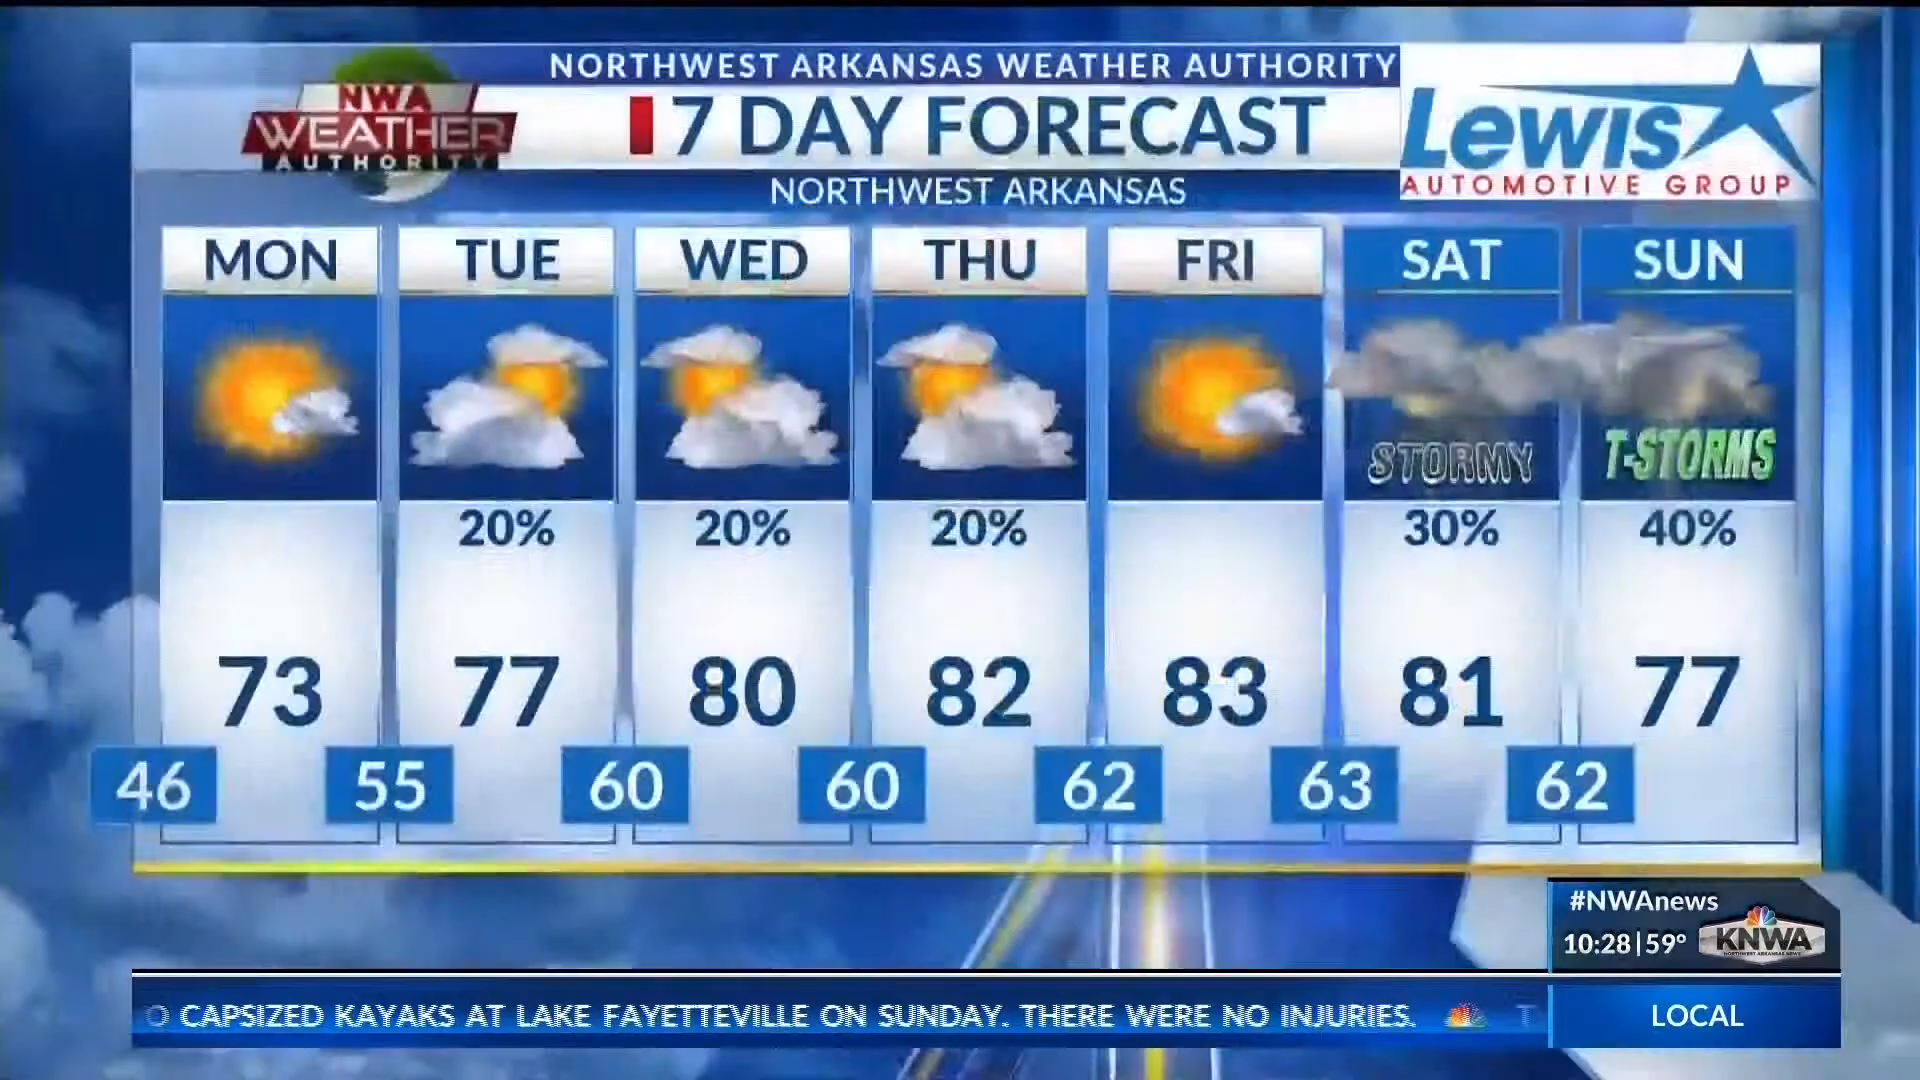 NORTHWEST ARKANSAS WEATHER AUTHORITY
NWA
WEATHER
AUTHORITY
7 DAY FORECAST
NORTHWEST ARKANSAS
Lewis
AUTOMOTIVE GROUP
MON TUE WED THU FRI SAT SUN
STORMY T-STORMS
20% 20% 20% 30% 40%
73 77 80 82 83 81 77
46 55 60 60 62 63 62
#NWAnews
10:28|59°
KNWA
NORTHWEST ARKANSAS NEWS
O CAPSIZED KAYAKS AT LAKE FAYETTEVILLE ON SUNDAY. THERE WERE NO INJURIES. T
LOCAL